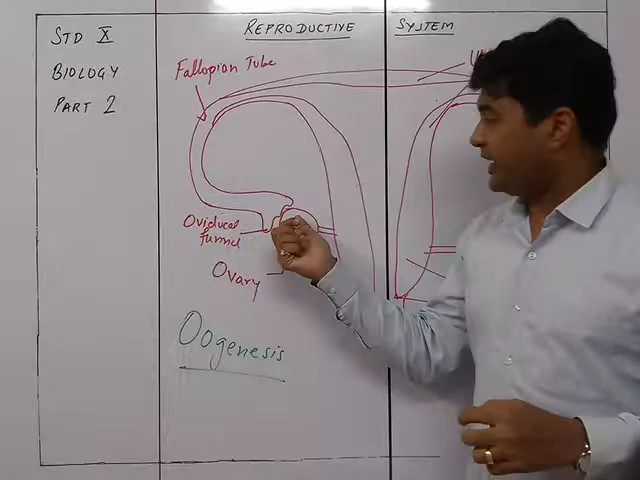 STD X
BIOLOGY
PART 2
REPRODUCTIVE SYSTEM
Fallopian Tube
Oviducal
funnel
Ovary
Oogenesis